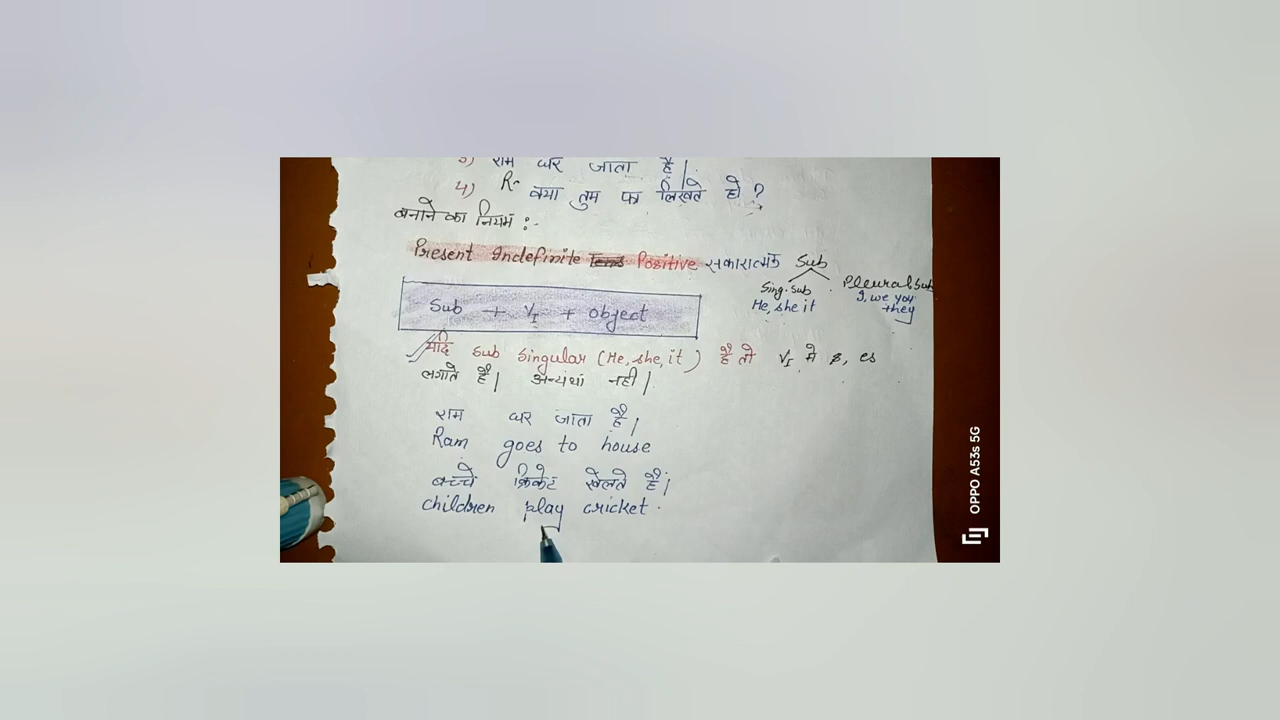 3) राम घर जाता है|
4) R- क्या तुम पत्र लिखते हो ?
बनाने का नियम :-
Present Indefinite Tens Positive सकारात्मक Sub
Sing. sub . Pleural Sub
He, she it I, we you
they
Sub + V1 + Object
यदि Sub Singular (He, she, it) है तो V1 मे s, es
लगाते हैं| अन्यथा नही|
राम घर जाता है|
Ram goes to house
बच्चे क्रिकेट खेलते है|
children play cricket .
OPPO A53s 5G